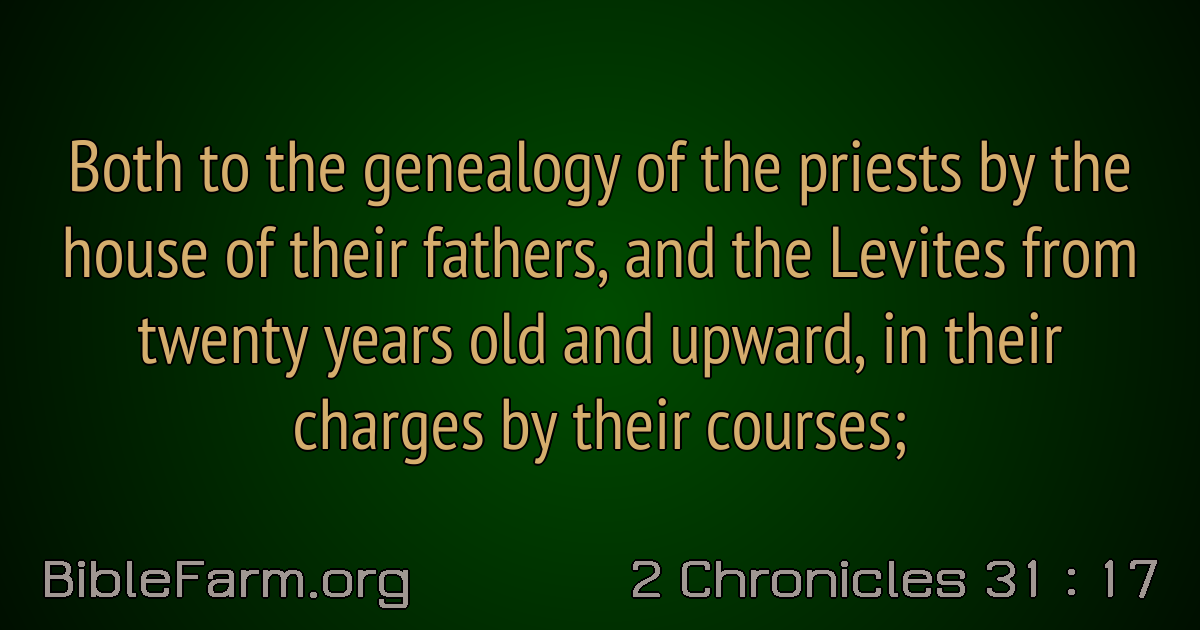 Both to the genealogy of the priests by the
house of their fathers, and the Levites from
twenty years old and upward, in their
charges by their courses;
BibleFarm.org
2 Chronicles 31 : 17